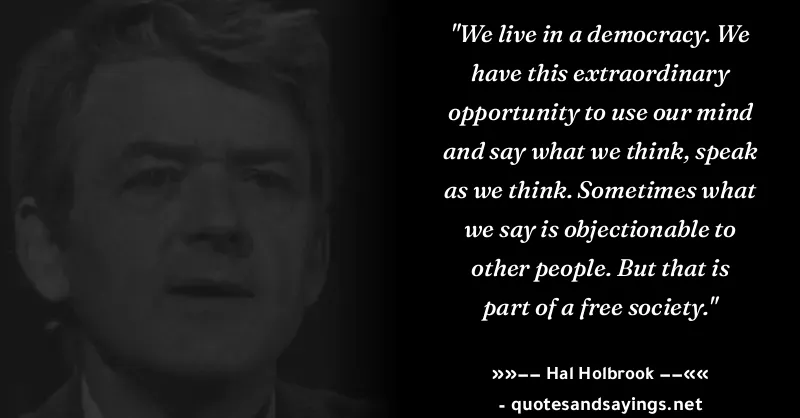 "We live in a democracy. We
have this extraordinary
opportunity to use our mind
and say what we think, speak
as we think. Sometimes what
we say is objectionable to
other people. But that is
part of a free society."
»»−− Hal Holbrook −−««
- quotesandsayings.net